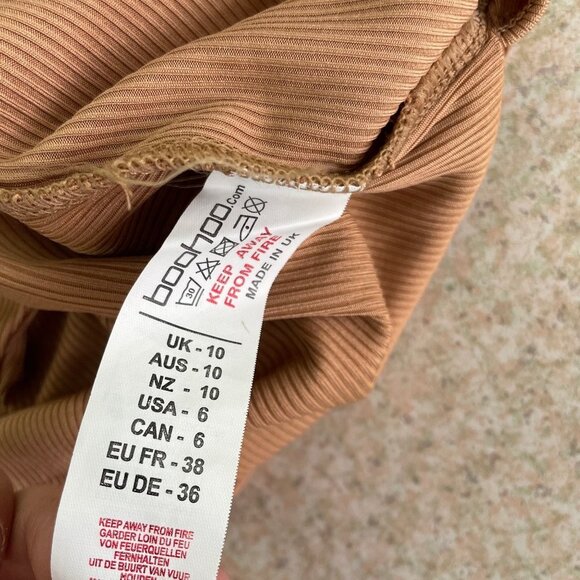 boohoo.com
30
KEEP AWAY
FROM FIRE
MADE IN UK
UK - 10
AUS - 10
NZ - 10
USA - 6
CAN - 6
EU FR - 38
EU DE - 36
KEEP AWAY FROM FIRE
GARDER LOIN DU FEU
VON FEUERQUELLEN
FERNHALTEN
UIT DE BUURT VAN VUUR
HOUDEN